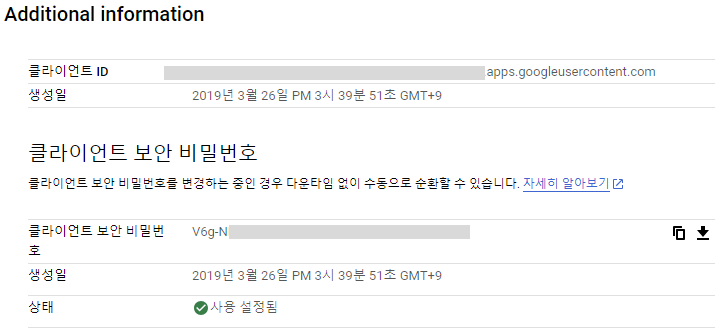 Additional information
클라이언트 ID apps.googleusercontent.com
생성일 2019년 3월 26일 PM 3시 39분 51초 GMT+9
클라이언트 보안 비밀번호
클라이언트 보안 비밀번호를 변경하는 중인 경우 다운타임 없이 수동으로 순환할 수 있습니다. 자세히 알아보기
클라이언트 보안 비밀번 V6g-N
호
생성일 2019년 3월 26일 PM 3시 39분 51초 GMT+9
상태 사용 설정됨